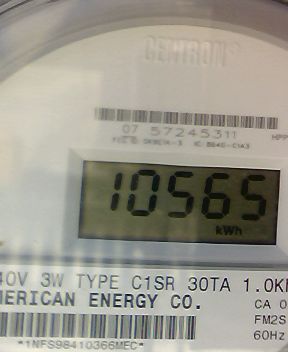 CENTRON®
07 57245311
10565
kWh
40V 3W TYPE C1SR 30TA 1.0K
MERICAN ENERGY CO.
CA 0
FM2S
60Hz
*1NFS98410366MEC*